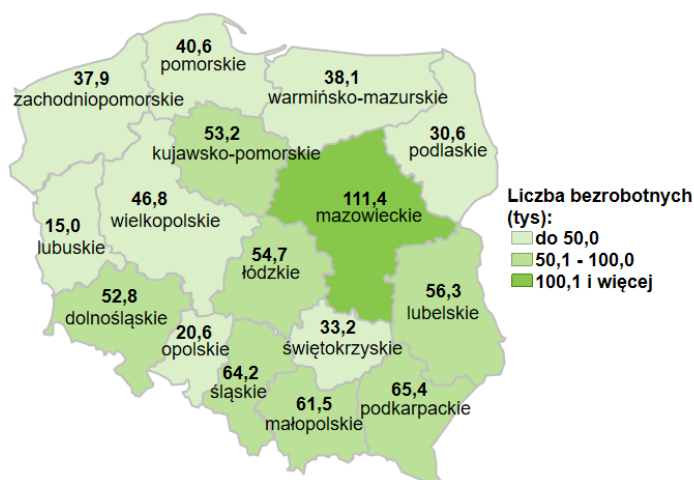 40,6
pomorskie
37,9
zachodniopomorskie
38,1
warmińsko-mazurskie
53,2
kujawsko-pomorskie
30,6
podlaskie
46,8
wielkopolskie
111,4
mazowieckie
15,0
lubuskie
54,7
łódzkie
52,8
dolnośląskie
56,3
lubelskie
20,6
opolskie
33,2
świętokrzyskie
64,2
śląskie
61,5
małopolskie
65,4
podkarpackie
Liczba bezrobotnych
(tys):
do 50,0
50,1 - 100,0
100,1 i więcej